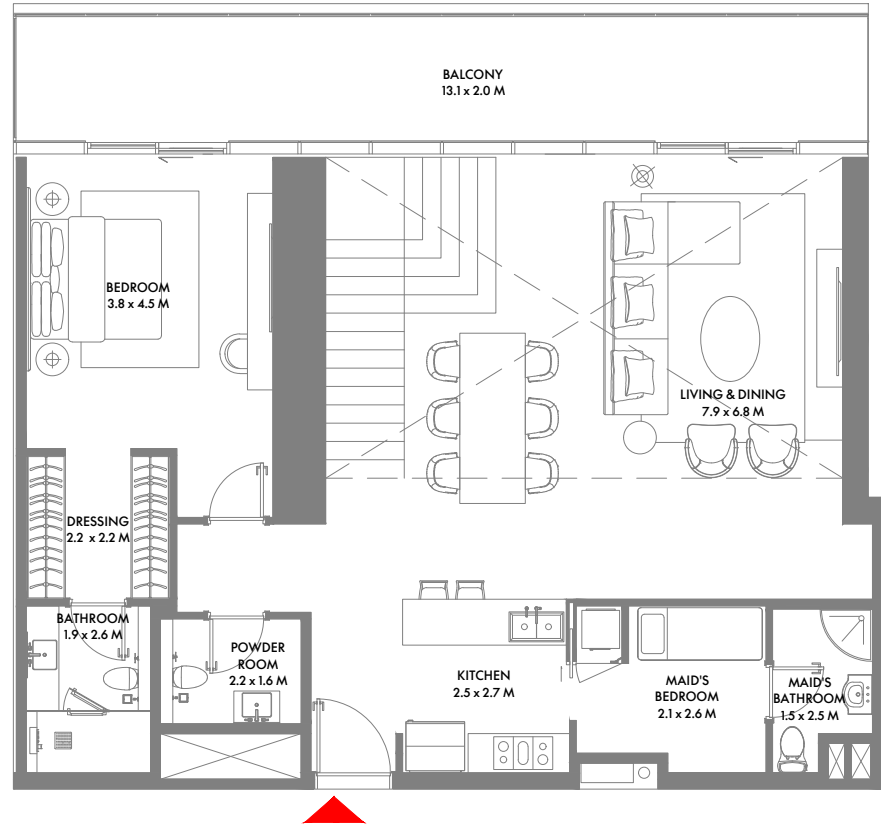 BALCONY
13.1 x 2.0 M
BEDROOM
3.8 x 4.5 M
LIVING & DINING
7.9 x 6.8 M
DRESSING
2.2 x 2.2 M
BATHROOM
1.9 x 2.6 M
POWDER
ROOM
2.2 x 1.6 M
KITCHEN
2.5 x 2.7 M
MAID'S
BEDROOM
2.1 x 2.6 M
MAID'S
BATHROOM
1.5 x 2.5 M